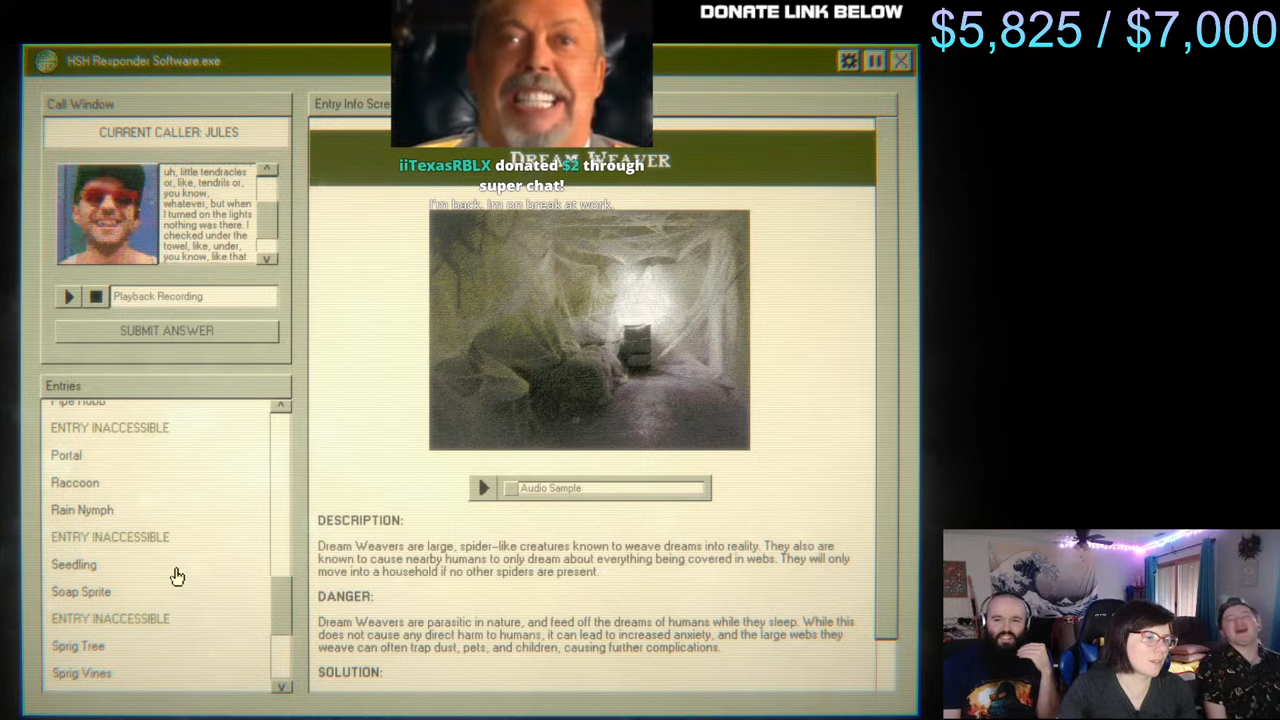 DONATE LINK BELOW
$5,825 / $7,000
HSH Responder Software.exe
Call Window
CURRENT CALLER: JULES
uh, little tendracles
or, like, tendrils or,
you know,
whatever, but when
I turned on the lights
nothing was there. I
checked under the
towel, like, under,
you know, like that
Playback Recording
SUBMIT ANSWER
Entries
Pipe Hobb
ENTRY INACCESSIBLE
Portal
Raccoon
Rain Nymph
ENTRY INACCESSIBLE
Seedling
Soap Sprite
ENTRY INACCESSIBLE
Sprig Tree
Sprig Vines
Entry Info Scre
DREAM WEAVER
iiTexasRBLX donated $2 through
super chat!
I'm back. Im on break at work.
Audio Sample
DESCRIPTION:
Dream Weavers are large, spider-like creatures known to weave dreams into reality. They also are
known to cause nearby humans to only dream about everything being covered in webs. They will only
move into a household if no other spiders are present.
DANGER:
Dream Weavers are parasitic in nature, and feed off the dreams of humans while they sleep. While this
does not cause any direct harm to humans, it can lead to increased anxiety, and the large webs they
weave can often trap dust, pets, and children, causing further complications.
SOLUTION: